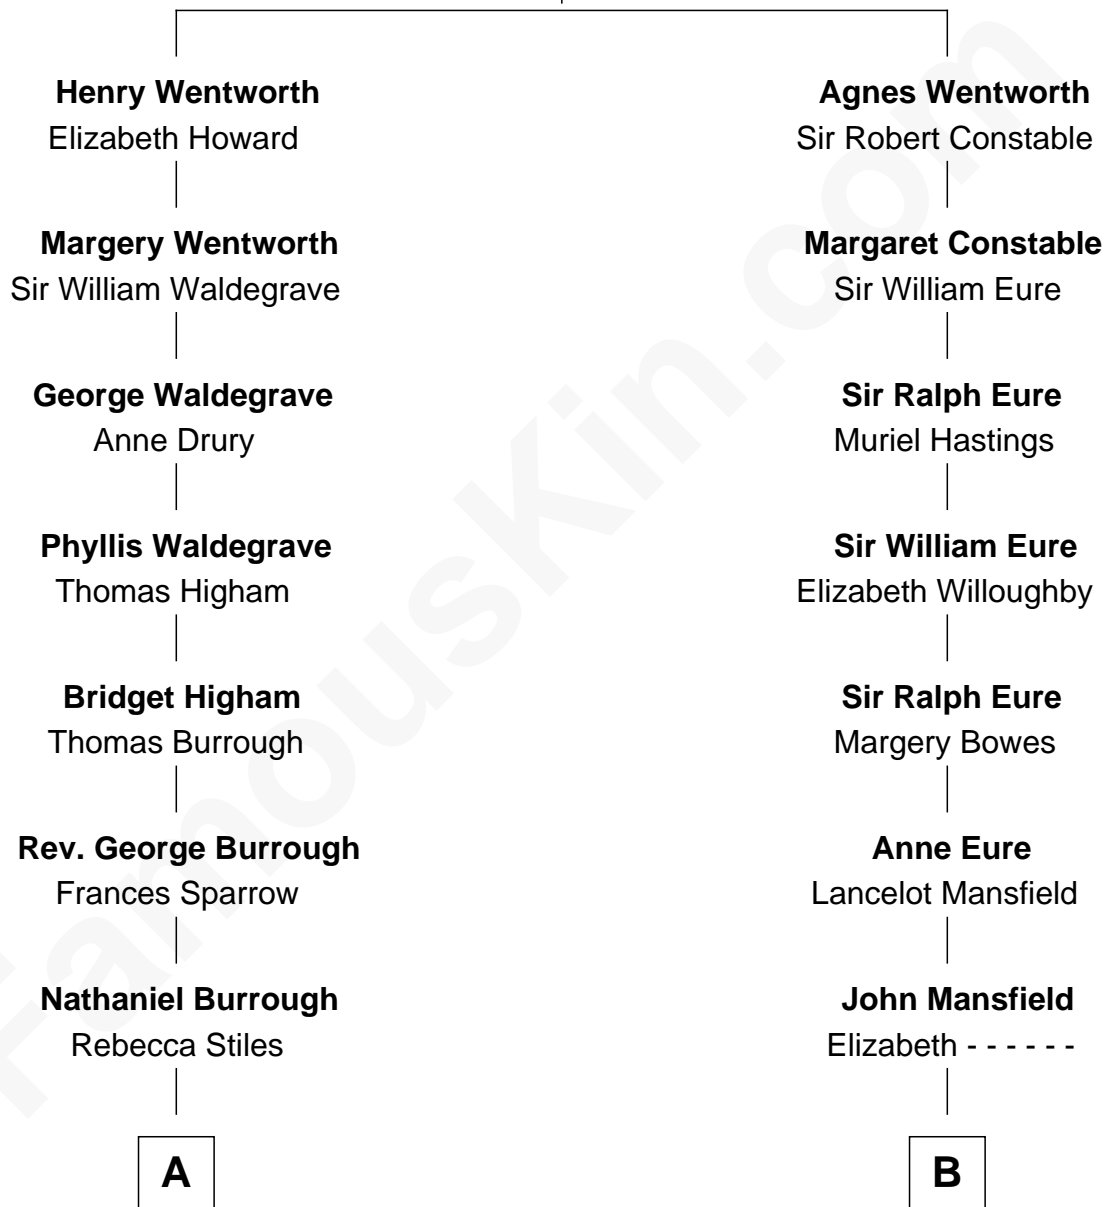 Henry Wentworth
Elizabeth Howard
Margery Wentworth
Sir William Waldegrave
George Waldegrave
Anne Drury
Phyllis Waldegrave
Thomas Higham
Bridget Higham
Thomas Burrough
Rev. George Burrough
Frances Sparrow
Nathaniel Burrough
Rebecca Stiles
A
Agnes Wentworth
Sir Robert Constable
Margaret Constable
Sir William Eure
Sir Ralph Eure
Muriel Hastings
Sir William Eure
Elizabeth Willoughby
Sir Ralph Eure
Margery Bowes
Anne Eure
Lancelot Mansfield
John Mansfield
Elizabeth - - - - - -
B
FamousKin.com